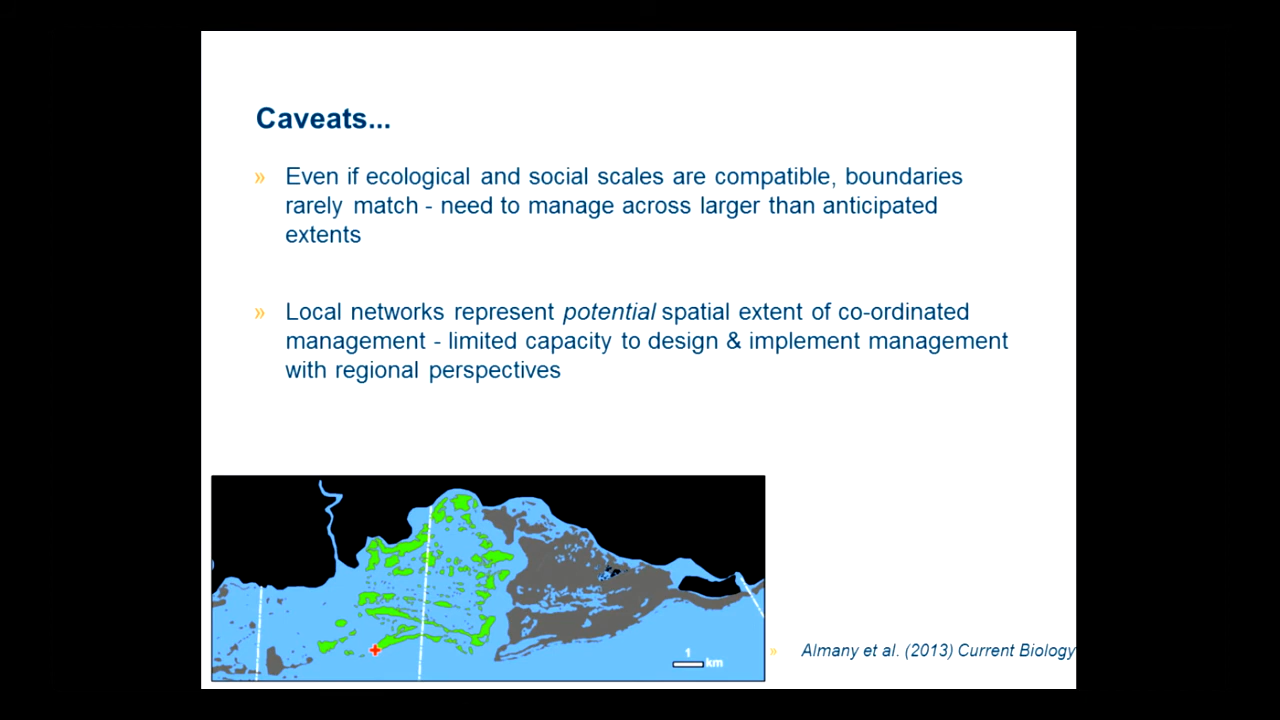 Caveats...
» Even if ecological and social scales are compatible, boundaries
rarely match - need to manage across larger than anticipated
extents
» Local networks represent potential spatial extent of co-ordinated
management - limited capacity to design & implement management
with regional perspectives
1
km
» Almany et al. (2013) Current Biology